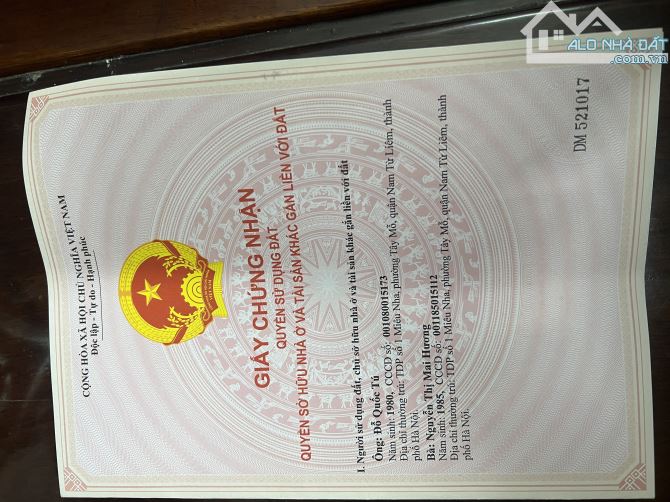 CỘNG HÒA XÃ HỘI CHỦ NGHĨA VIỆT NAM
Độc lập - Tự do - Hạnh phúc
GIẤY CHỨNG NHẬN
QUYỀN SỬ DỤNG ĐẤT
QUYỀN SỞ HỮU NHÀ Ở VÀ TÀI SẢN KHÁC GẮN LIỀN VỚI ĐẤT
I. Người sử dụng đất, chủ sở hữu nhà ở và tài sản khác gắn liền với đất
Ông: Đỗ Quốc Tú
Năm sinh: 1980, CCCD số: 001080015173
Địa chỉ thường trú: TDP số 1 Miêu Nha, phường Tây Mỗ, quận Nam Từ Liêm, thành
phố Hà Nội.
Bà: Nguyễn Thị Mai Hương
Năm sinh: 1985, CCCD số: 001185015112
Địa chỉ thường trú: TDP số 1 Miêu Nha, phường Tây Mỗ, quận Nam Từ Liêm, thành
phố Hà Nội.
DM 521017
ALO NHÀ ĐẤT
.com.vn